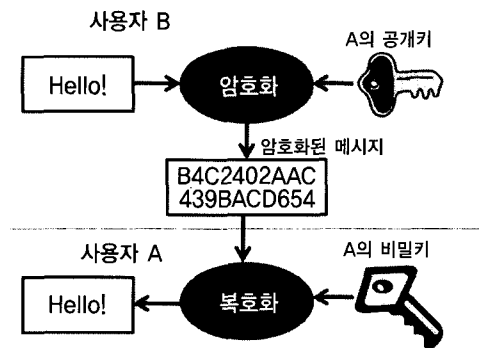 사용자 B
A의 공개키
Hello!
암호화
암호화된 메시지
B4C2402AAC
439BACD654
사용자 A
A의 비밀키
Hello!
복호화